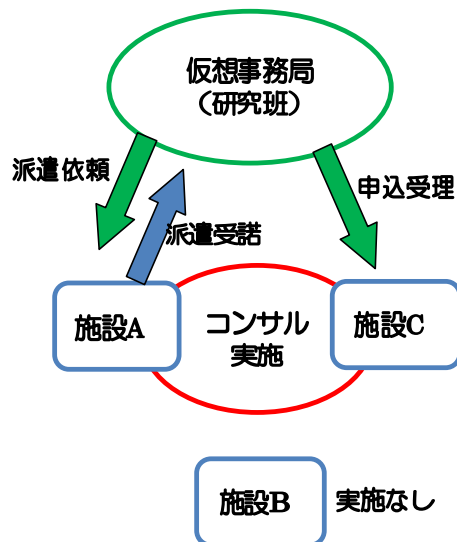 仮想事務局
（研究班）
派遣依頼
申込受理
派遣受諾
施設A
コンサル
実施
施設C
施設B
実施なし